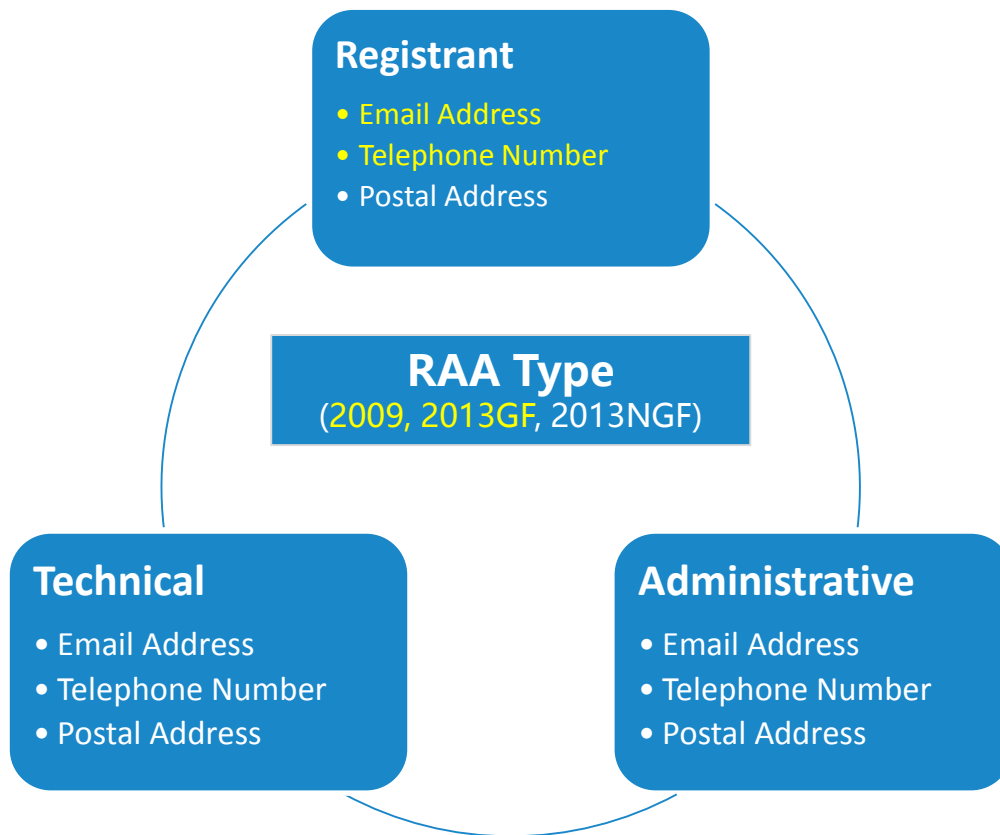 Registrant
• Email Address
• Telephone Number
• Postal Address
RAA Type
(2009, 2013GF, 2013NGF)
Technical
• Email Address
• Telephone Number
• Postal Address
Administrative
• Email Address
• Telephone Number
• Postal Address